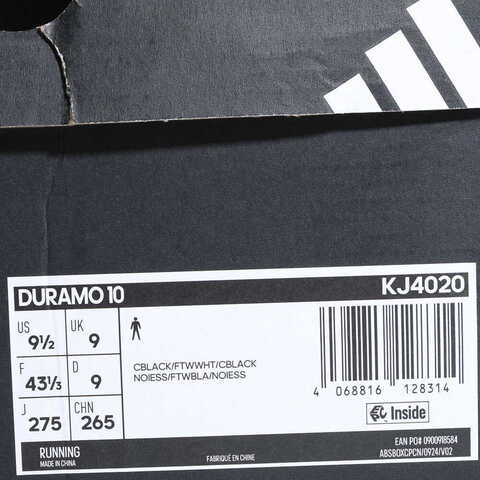 DURAMO 10 KJ4020
US 9½ UK 9
F 43⅓ D 9
J 275 CHN 265
CBLACK/FTWWHT/CBLACK
NOIESS/FTWBLA/NOIESS
4 068816 128314
Inside
EAN PO# 0900918584
RUNNING
MADE IN CHINA FABRIQUÉ EN CHINE ABSBOXCPCN/0924/V02